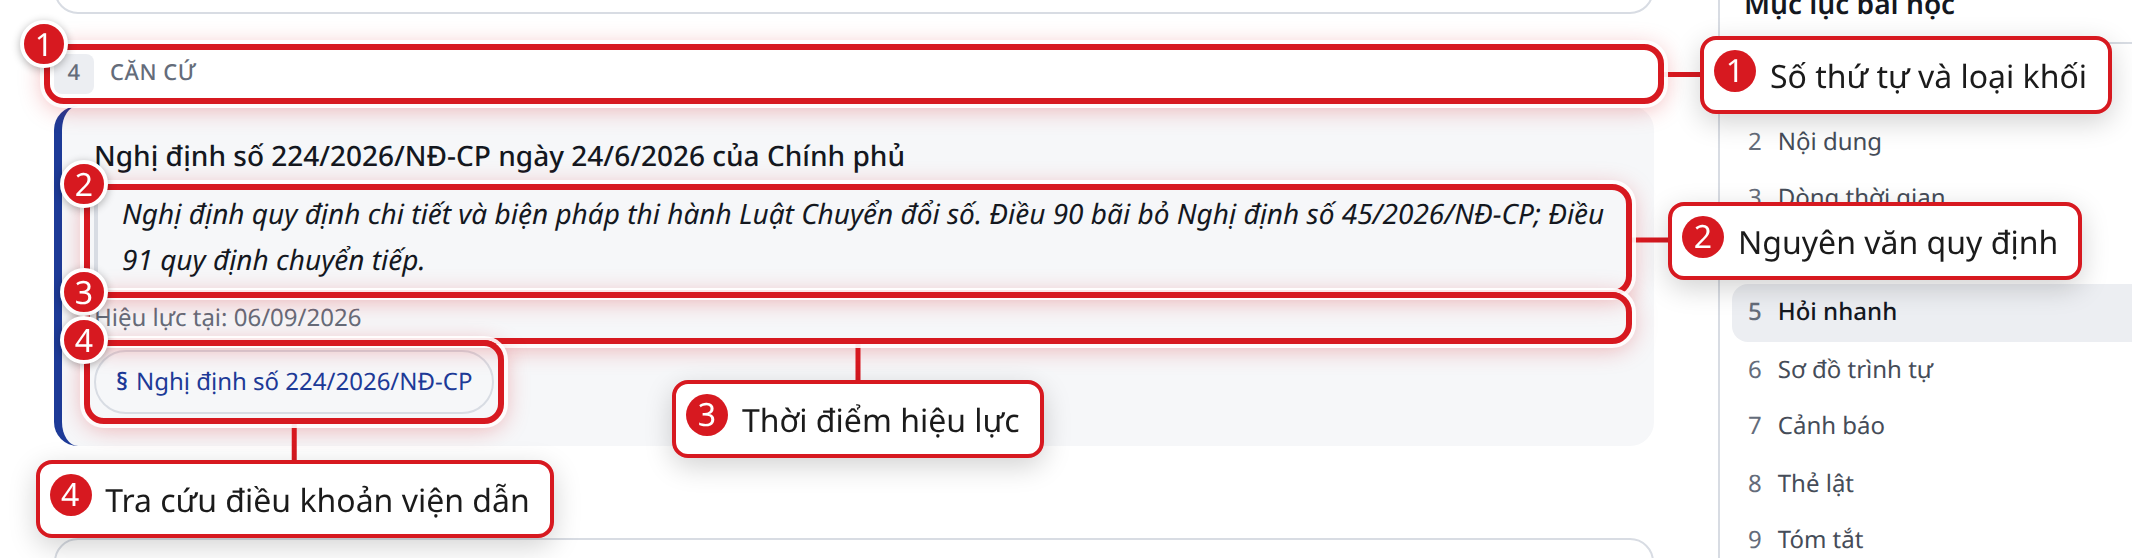 Mục lục bài học
1
4 CĂN CỨ
1 Số thứ tự và loại khối
2 Nội dung
Nghị định số 224/2026/NĐ-CP ngày 24/6/2026 của Chính phủ
3 Dòng thời gian
2
Nghị định quy định chi tiết và biện pháp thi hành Luật Chuyển đổi số. Điều 90 bãi bỏ Nghị định số 45/2026/NĐ-CP; Điều
91 quy định chuyển tiếp.
2 Nguyên văn quy định
3
Hiệu lực tại: 06/09/2026
5 Hỏi nhanh
4
§ Nghị định số 224/2026/NĐ-CP
6 Sơ đồ trình tự
3 Thời điểm hiệu lực
7 Cảnh báo
4 Tra cứu điều khoản viện dẫn
8 Thẻ lật
9 Tóm tắt